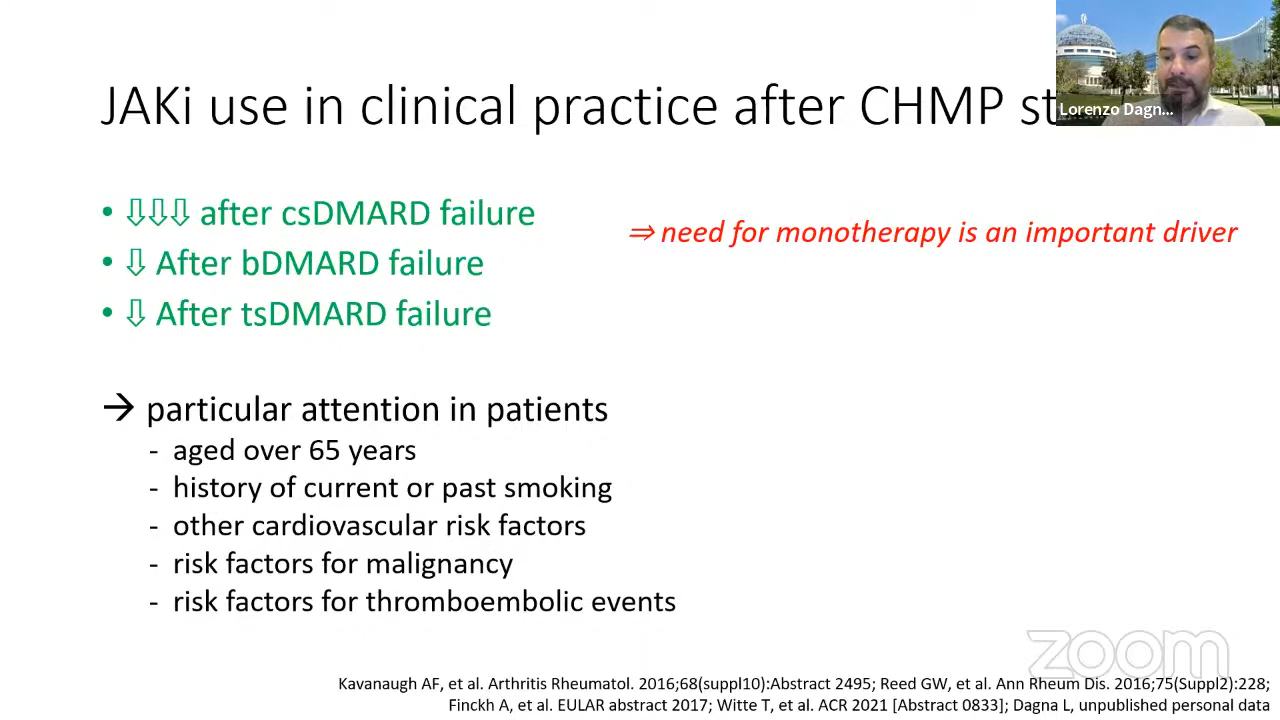 JAKi use in clinical practice after CHMP st
Lorenzo Dagn...
• ⇩⇩⇩ after csDMARD failure
⇒ need for monotherapy is an important driver
• ⇩ After bDMARD failure
• ⇩ After tsDMARD failure
→ particular attention in patients
- aged over 65 years
- history of current or past smoking
- other cardiovascular risk factors
- risk factors for malignancy
- risk factors for thromboembolic events
zoom
Kavanaugh AF, et al. Arthritis Rheumatol. 2016;68(suppl10):Abstract 2495; Reed GW, et al. Ann Rheum Dis. 2016;75(Suppl2):228;
Finckh A, et al. EULAR abstract 2017; Witte T, et al. ACR 2021 [Abstract 0833]; Dagna L, unpublished personal data